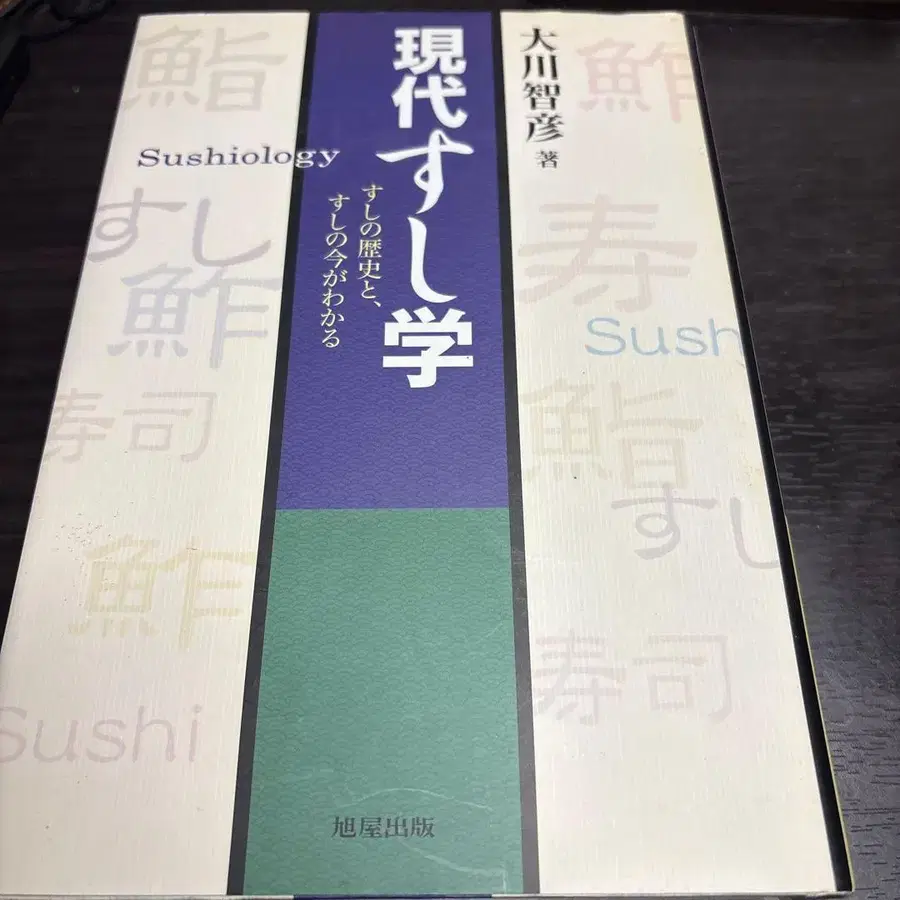 現代すし学
すしの歴史と、
すしの今がわかる
Sushiology
大川智彦 著
旭屋出版
鮨
すし
鮓
寿司
鮓
Sushi
鮓
寿
Sushi
鮨
すし
寿司